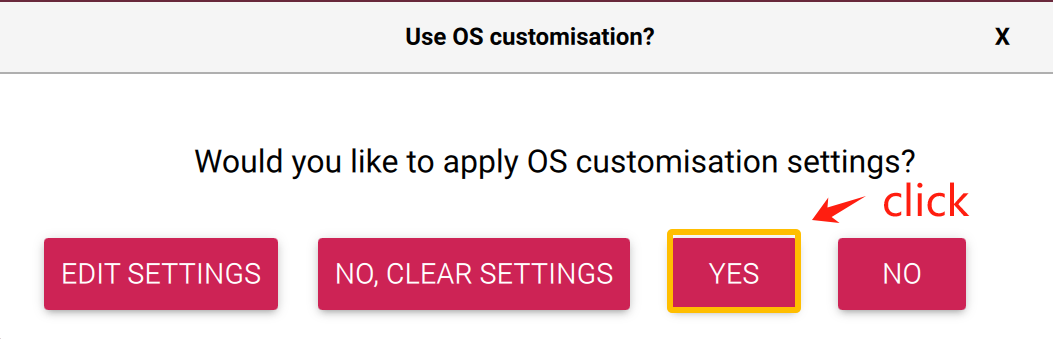 Use OS customisation?
X
Would you like to apply OS customisation settings?
click
EDIT SETTINGS
NO, CLEAR SETTINGS
YES
NO